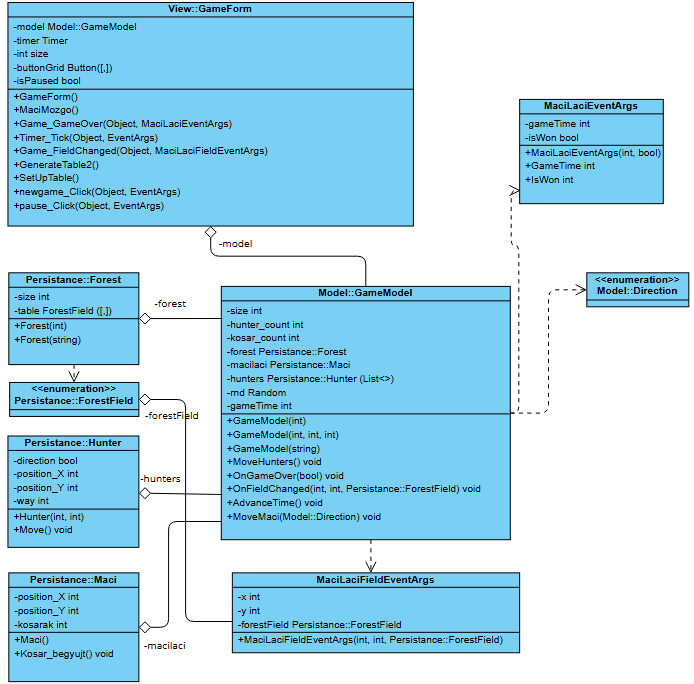 View::GameForm
-model Model::GameModel
-timer Timer
-int size
-buttonGrid Button([,])
-isPaused bool
+GameForm()
+MaciMozgo()
+Game_GameOver(Object, MaciLaciEventArgs)
+Timer_Tick(Object, EventArgs)
+Game_FieldChanged(Object, MaciLaciFieldEventArgs)
+GenerateTable2()
+SetUpTable()
+newgame_Click(Object, EventArgs)
+pause_Click(Object, EventArgs)
MaciLaciEventArgs
-gameTime int
-isWon bool
+MaciLaciEventArgs(int, bool)
+GameTime int
+IsWon int
-model
Persistance::Forest
-size int
-table ForestField ([,])
+Forest(int)
+Forest(string)
-forest
<<enumeration>>
Persistance::ForestField
-forestField
Model::GameModel
-size int
-hunter_count int
-kosar_count int
-forest Persistance::Forest
-macilaci Persistance::Maci
-hunters Persistance::Hunter (List<>)
-rnd Random
-gameTime int
+GameModel(int)
+GameModel(int, int, int)
+GameModel(string)
+MoveHunters() void
+OnGameOver(bool) void
+OnFieldChanged(int, int, Persistance::ForestField) void
+AdvanceTime() void
+MoveMaci(Model::Direction) void
<<enumeration>>
Model::Direction
Persistance::Hunter
-direction bool
-position_X int
-position_Y int
-way int
+Hunter(int, int)
+Move() void
-hunters
Persistance::Maci
-position_X int
-position_Y int
-kosarak int
+Maci()
+Kosar_begyujt() void
-macilaci
MaciLaciFieldEventArgs
-x int
-y int
-forestField Persistance::ForestField
+MaciLaciFieldEventArgs(int, int, Persistance::ForestField)